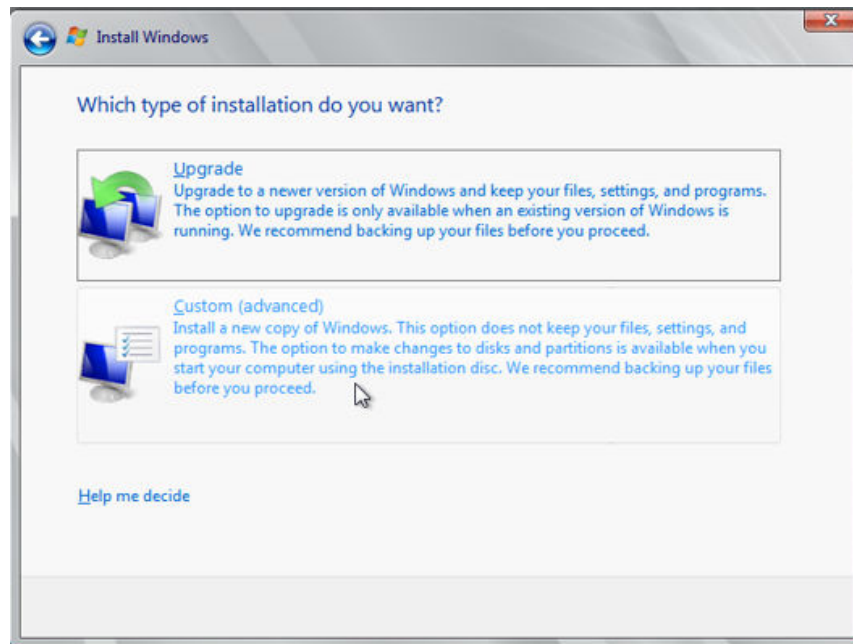 Install Windows
Which type of installation do you want?
Upgrade
Upgrade to a newer version of Windows and keep your files, settings, and programs.
The option to upgrade is only available when an existing version of Windows is
running. We recommend backing up your files before you proceed.
Custom (advanced)
Install a new copy of Windows. This option does not keep your files, settings, and
programs. The option to make changes to disks and partitions is available when you
start your computer using the installation disc. We recommend backing up your files
before you proceed.
Help me decide